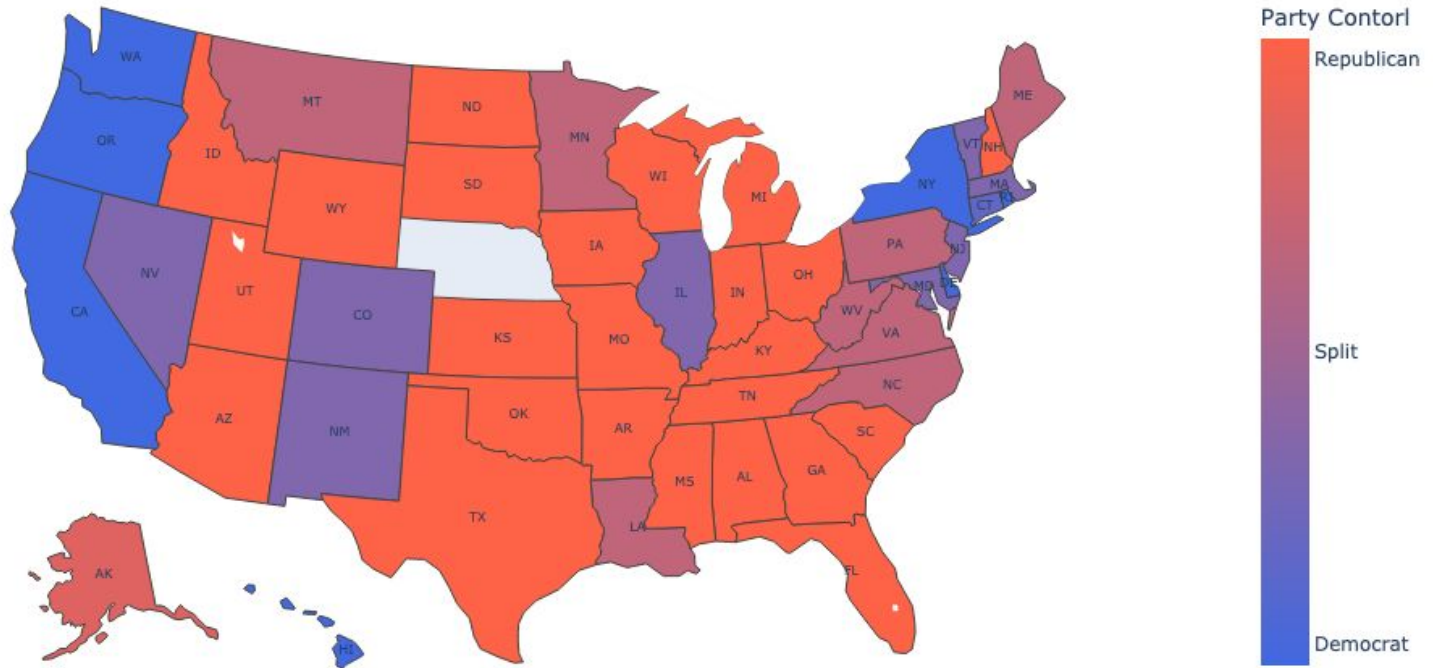 Party Contorl
Republican
Split
Democrat
WA
MT
ND
MN
ME
OR
ID
SD
WI
MI
VT
NH
NY
MA
RI
CT
WY
IA
PA
NJ
NV
UT
IL
IN
OH
MD
DE
CA
CO
WV
VA
KS
MO
KY
NC
AZ
NM
OK
AR
TN
SC
MS
AL
GA
TX
LA
AK
FL
HI